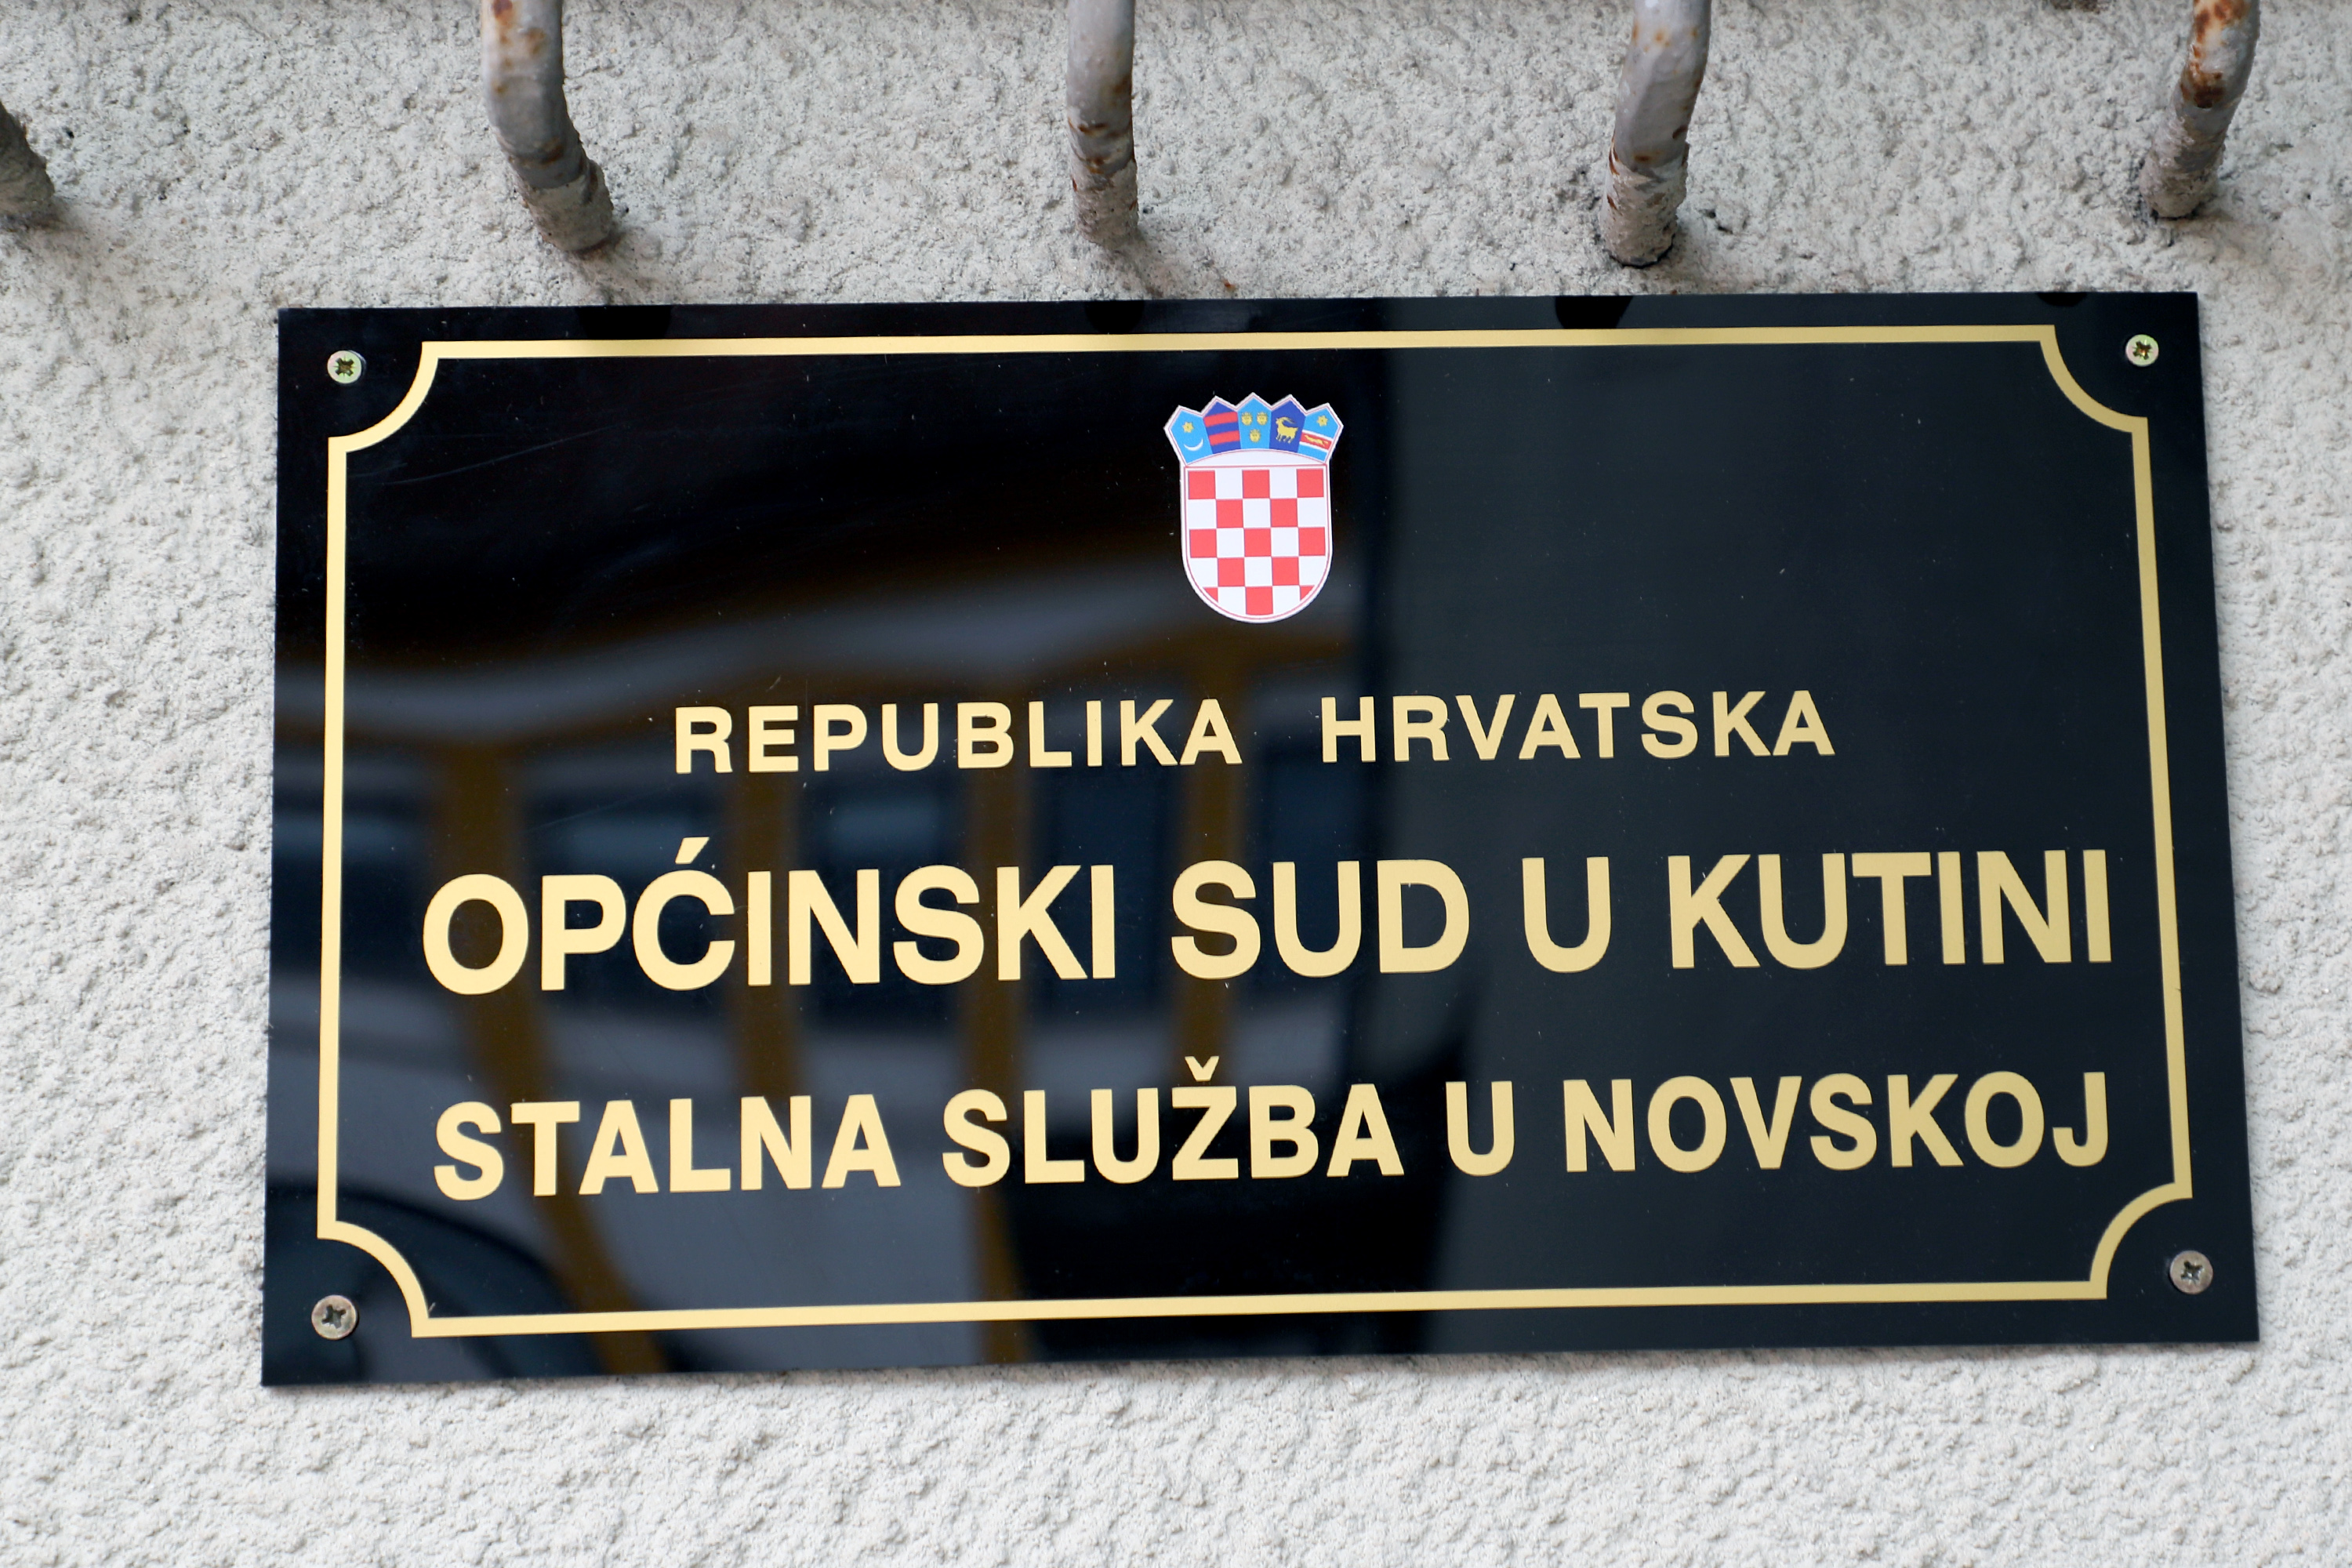 REPUBLIKA HRVATSKA
OPĆINSKI SUD U KUTINI
STALNA SLUŽBA U NOVSKOJ